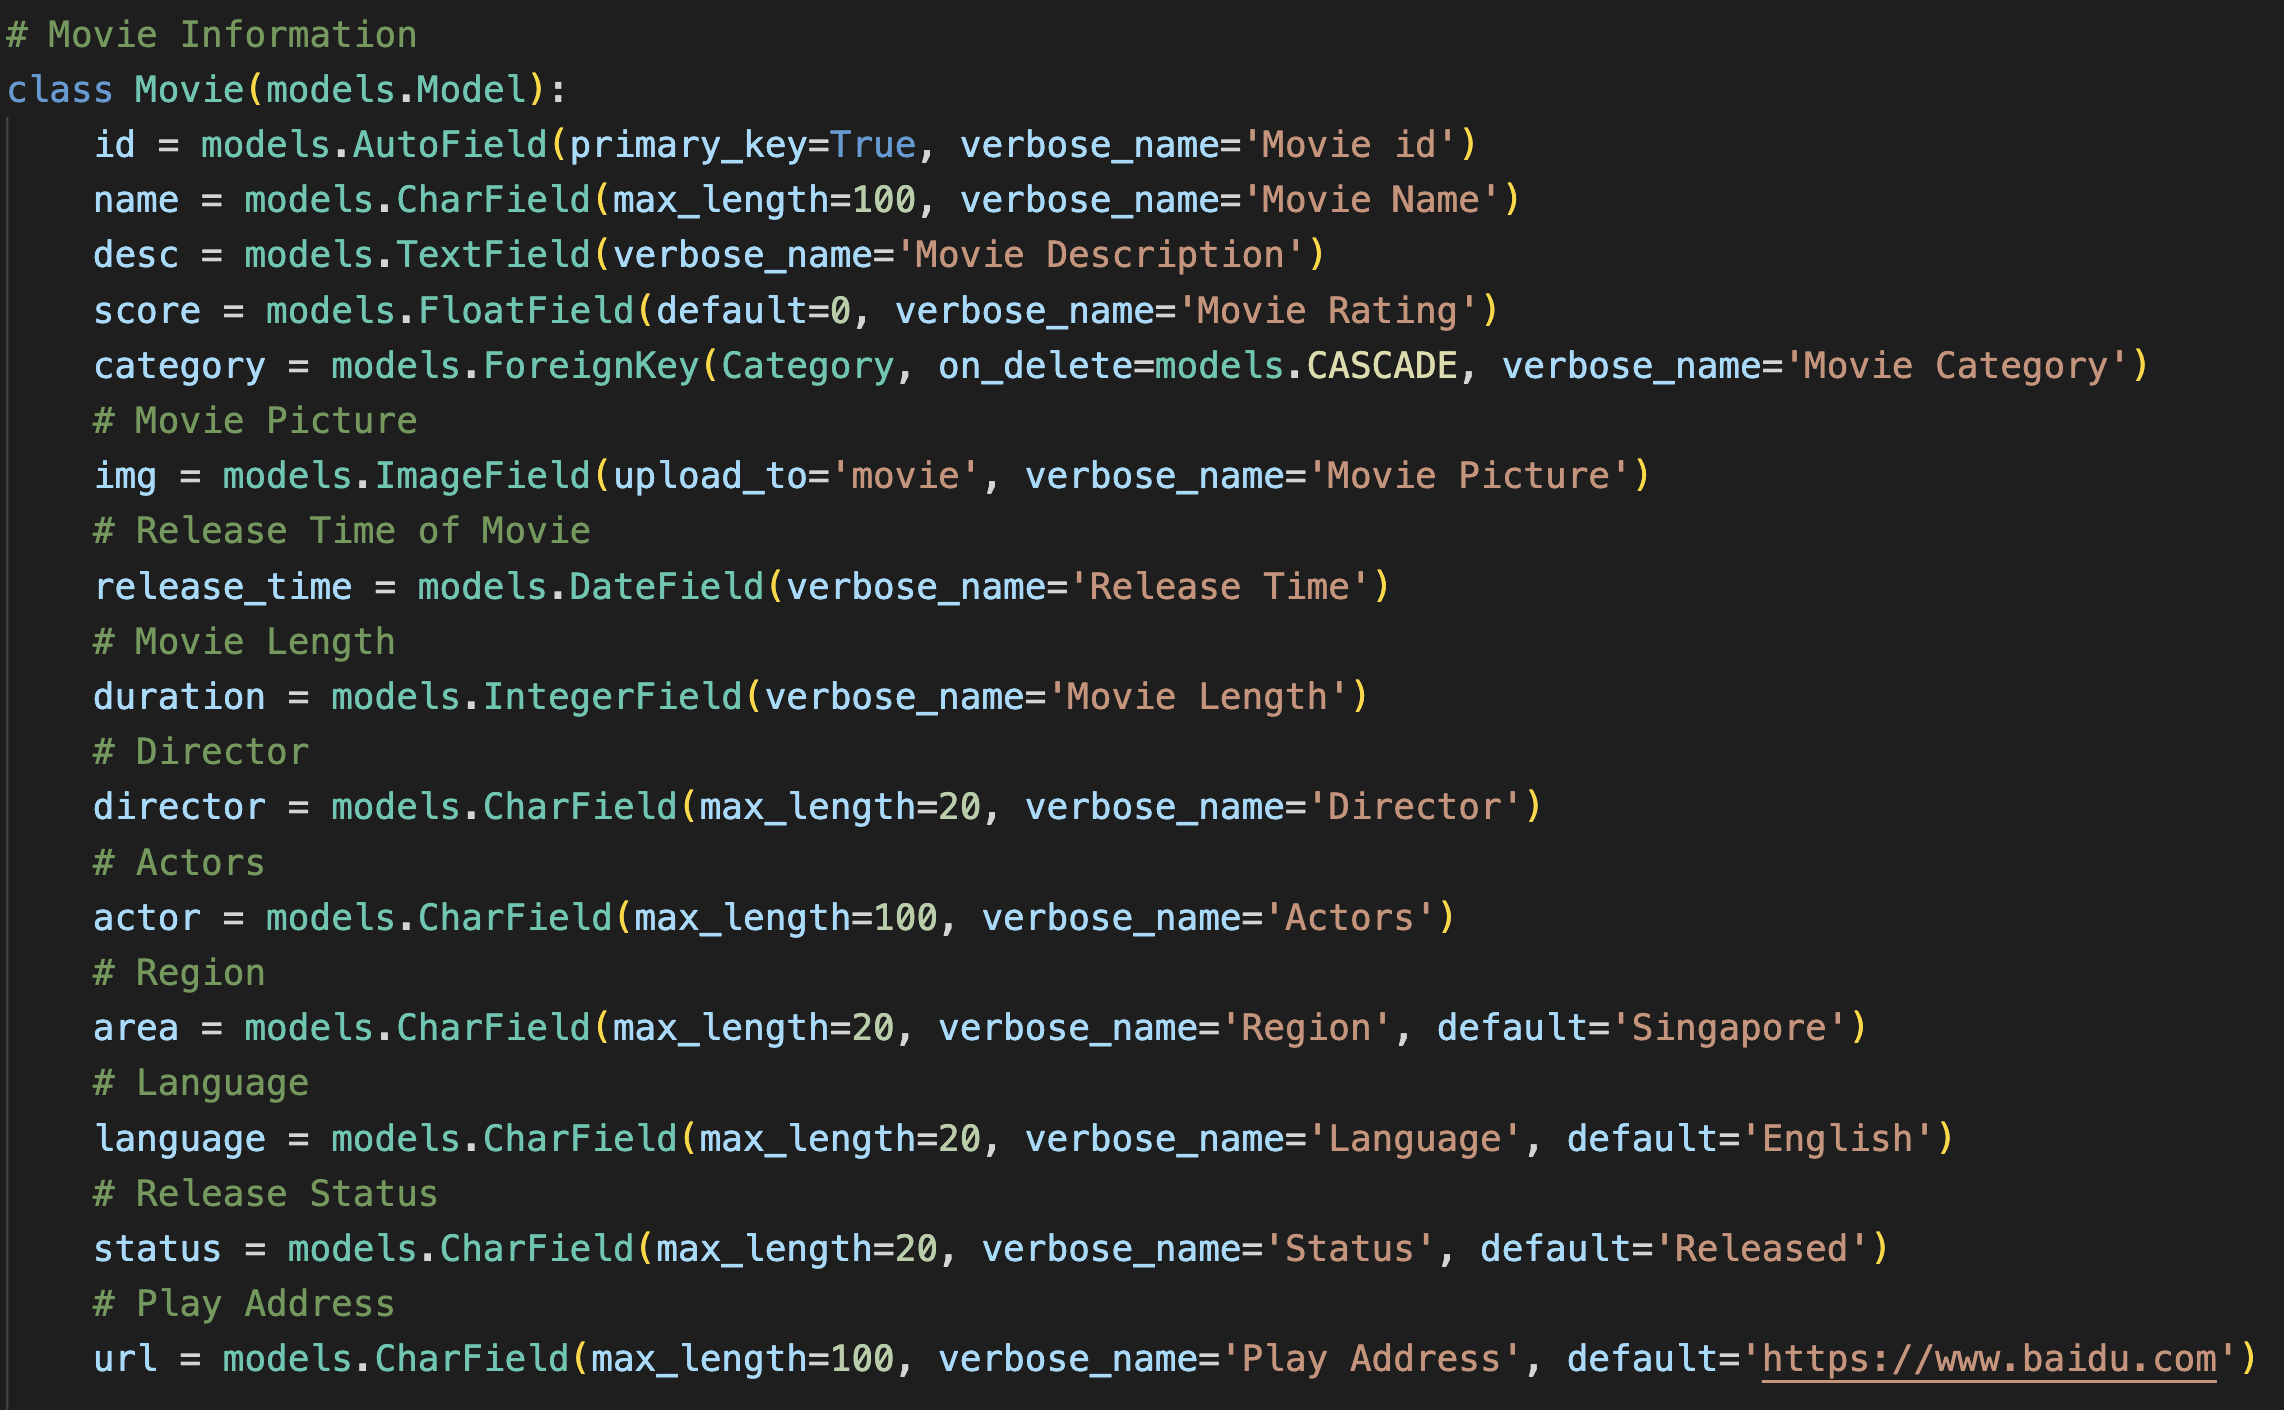 # Movie Information
class Movie(models.Model):
    id = models.AutoField(primary_key=True, verbose_name='Movie id')
    name = models.CharField(max_length=100, verbose_name='Movie Name')
    desc = models.TextField(verbose_name='Movie Description')
    score = models.FloatField(default=0, verbose_name='Movie Rating')
    category = models.ForeignKey(Category, on_delete=models.CASCADE, verbose_name='Movie Category')
    # Movie Picture
    img = models.ImageField(upload_to='movie', verbose_name='Movie Picture')
    # Release Time of Movie
    release_time = models.DateField(verbose_name='Release Time')
    # Movie Length
    duration = models.IntegerField(verbose_name='Movie Length')
    # Director
    director = models.CharField(max_length=20, verbose_name='Director')
    # Actors
    actor = models.CharField(max_length=100, verbose_name='Actors')
    # Region
    area = models.CharField(max_length=20, verbose_name='Region', default='Singapore')
    # Language
    language = models.CharField(max_length=20, verbose_name='Language', default='English')
    # Release Status
    status = models.CharField(max_length=20, verbose_name='Status', default='Released')
    # Play Address
    url = models.CharField(max_length=100, verbose_name='Play Address', default='https://www.baidu.com')